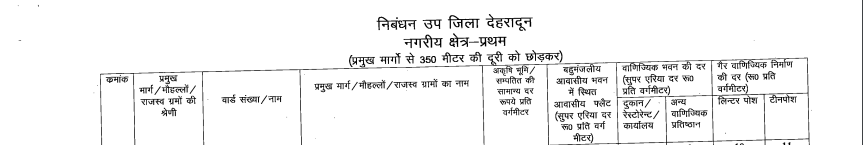 निबंधन उप जिला देहरादून
नगरीय क्षेत्र–प्रथम
(प्रमुख मार्गो से 350 मीटर की दूरी को छोड़कर)
कमांक
प्रमुख
मार्ग/मौहल्लों/
राजस्व ग्रमों की
श्रेणी
वार्ड संख्या/नाम
प्रमुख मार्ग/मौहल्लों/राजस्व ग्रामों का नाम
अकृषि भूमि/
सम्पत्ति की
सामान्य दर
रूपये प्रति
वर्गमीटर
बहुमंजलीय
आवासीय भवन
में स्थित
आवासीय फ्लैट
(सुपर एरिया दर
रू0 प्रति वर्ग
मीटर)
वाणिज्यिक भवन की दर
(सुपर एरिया दर रू0
प्रति वर्गमीटर)
दुकान/
रेस्टोरेन्ट/
कार्यालय
अन्य
वाणिज्यिक
प्रतिष्ठान
गैर वाणिज्यिक निर्माण
की दर (रू0 प्रति
वर्गमीटर)
लिन्टर पोश
टीनपोश